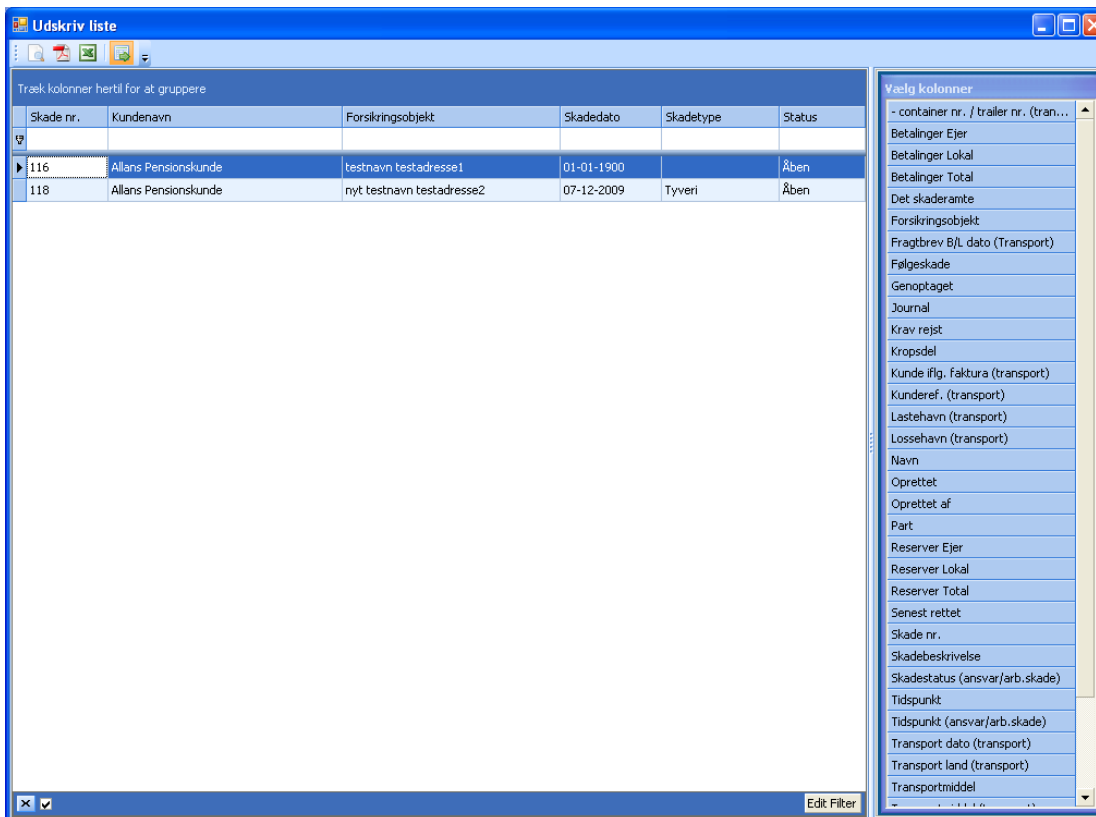 Udskriv liste
Træk kolonner hertil for at gruppere
Skade nr. Kundenavn Forsikringsobjekt Skadedato Skadetype Status
116 Allans Pensionskunde testnavn testadresse1 01-01-1900 Åben
118 Allans Pensionskunde nyt testnavn testadresse2 07-12-2009 Tyveri Åben
Edit Filter
Vælg kolonner
- container nr. / trailer nr. (tran...
Betalinger Ejer
Betalinger Lokal
Betalinger Total
Det skaderamte
Forsikringsobjekt
Fragtbrev B/L dato (Transport)
Følgeskade
Genoptaget
Journal
Krav rejst
Kropsdel
Kunde iflg. faktura (transport)
Kunderef. (transport)
Lastehavn (transport)
Lossehavn (transport)
Navn
Oprettet
Oprettet af
Part
Reserver Ejer
Reserver Lokal
Reserver Total
Senest rettet
Skade nr.
Skadebeskrivelse
Skadestatus (ansvar/arb.skade)
Tidspunkt
Tidspunkt (ansvar/arb.skade)
Transport dato (transport)
Transport land (transport)
Transportmiddel